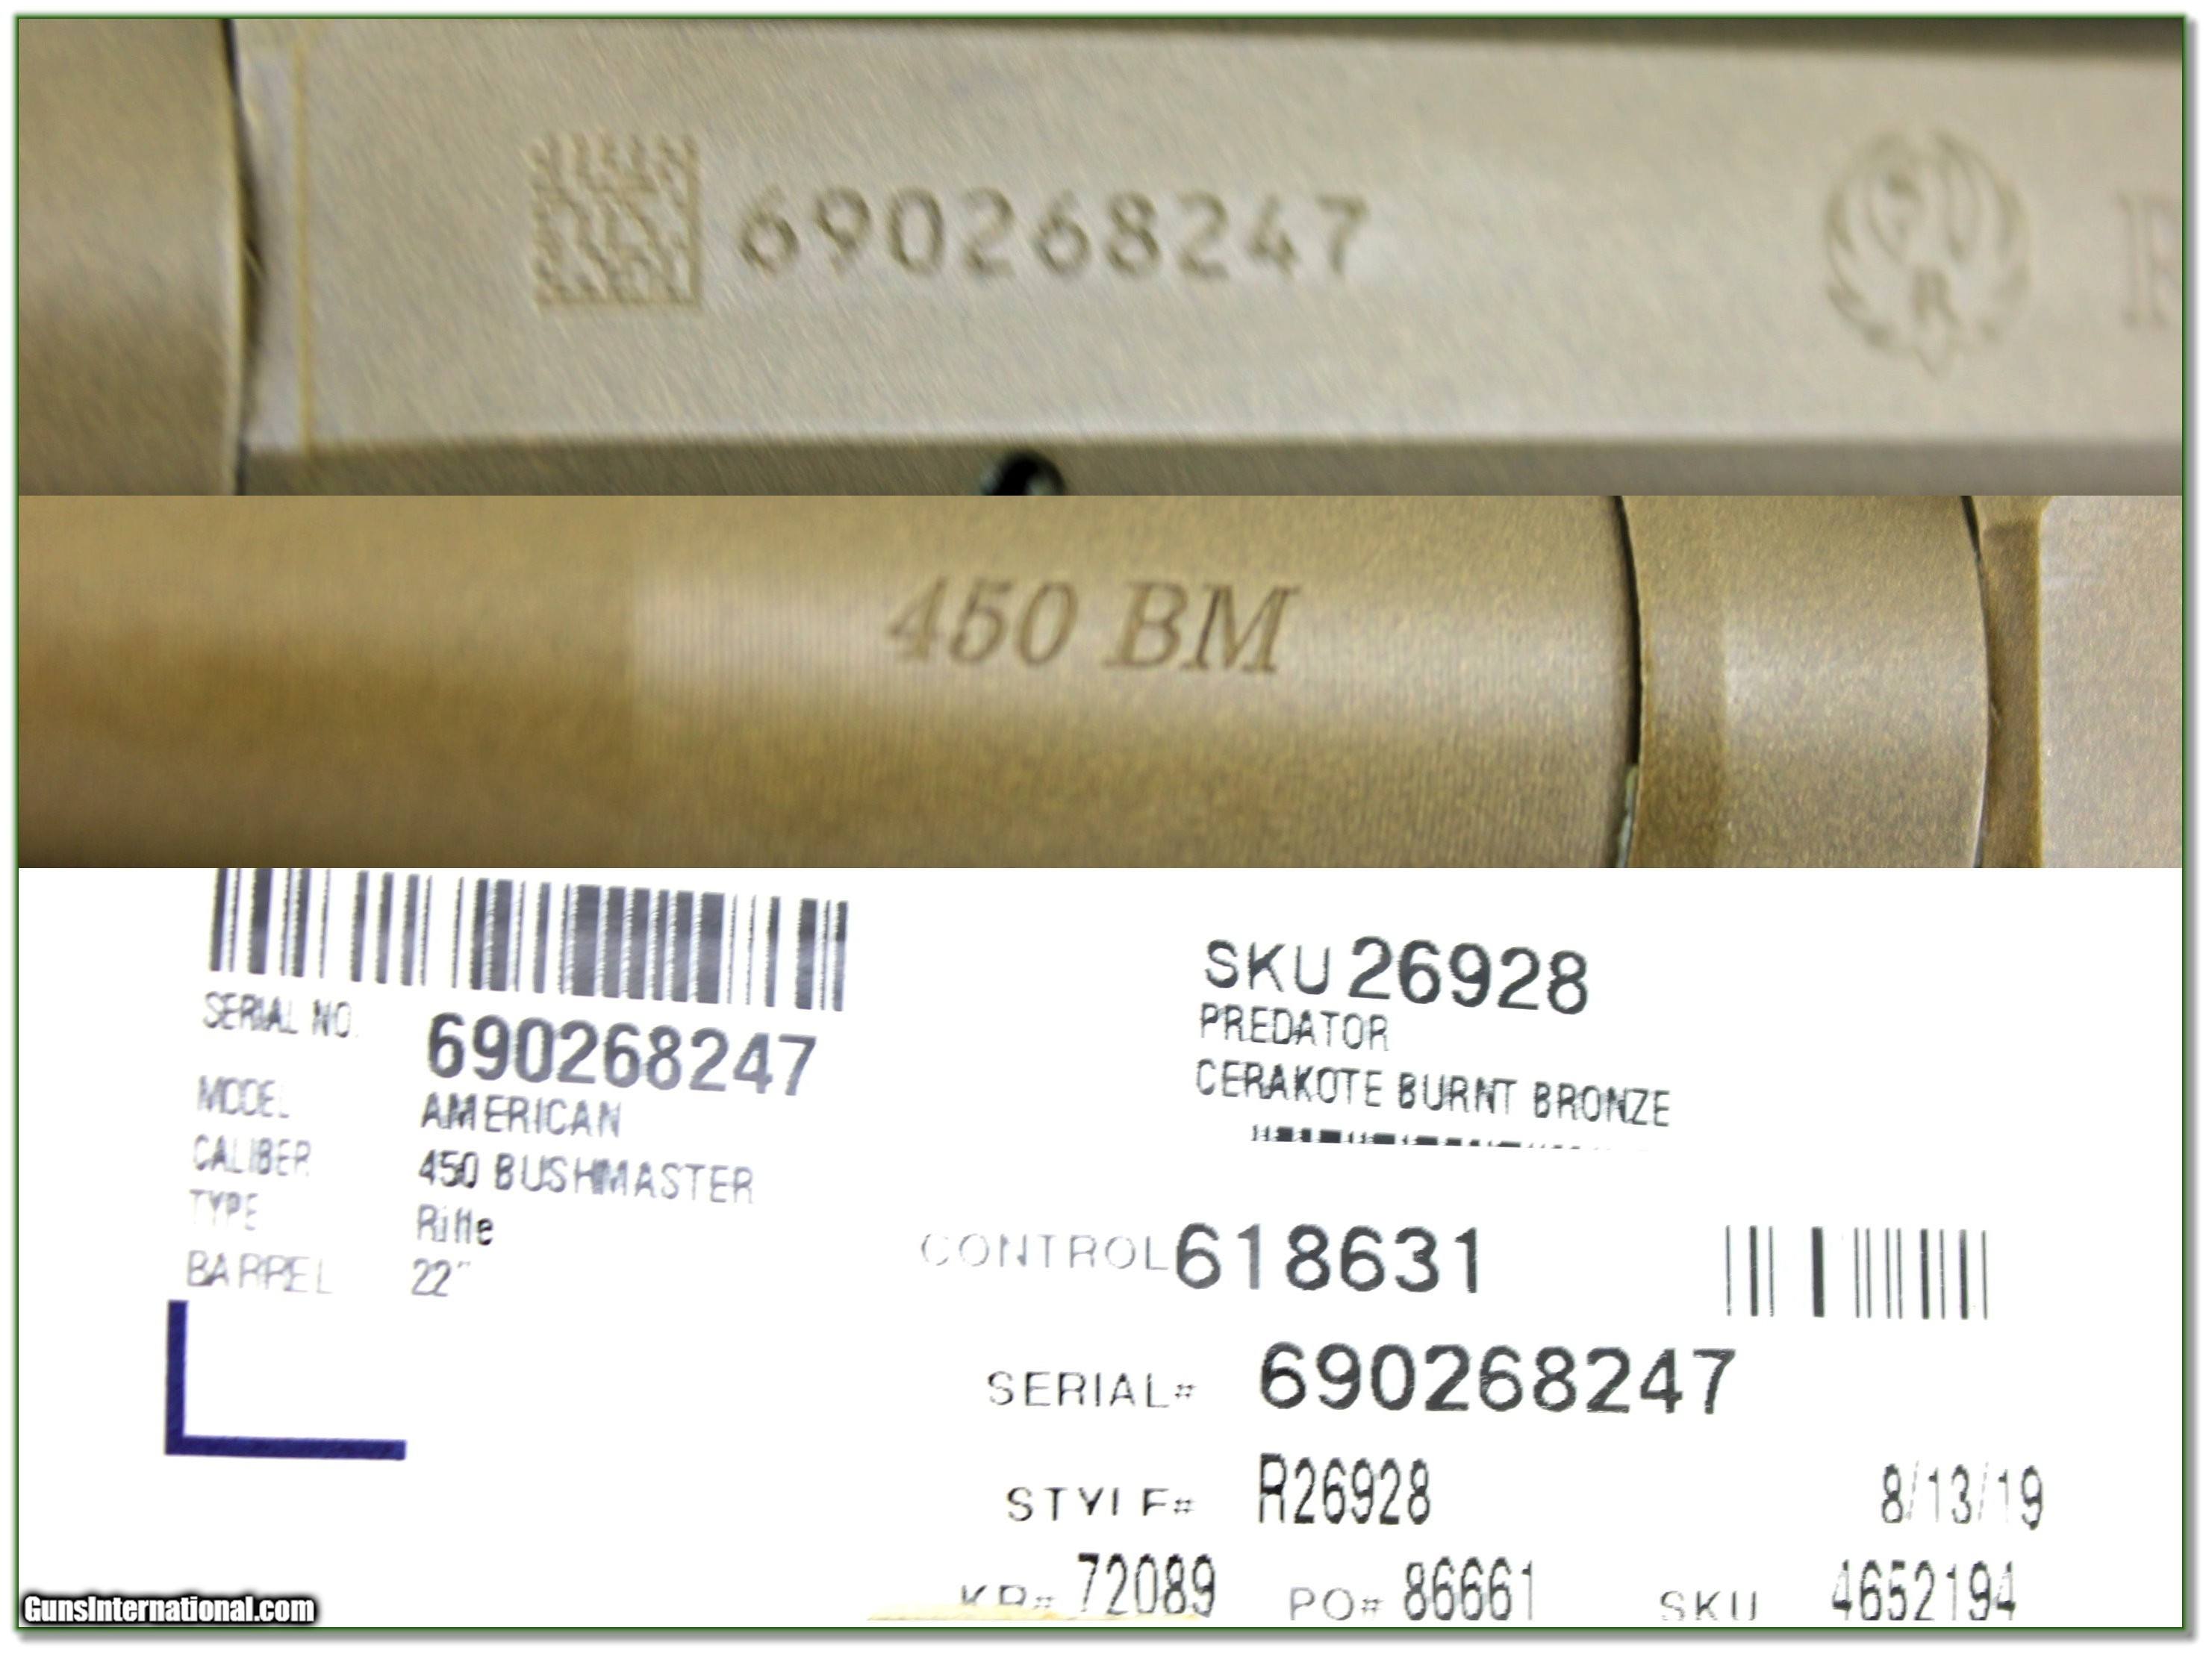 690268247
R
450 BM
SERIAL NO. 690268247
MODEL AMERICAN
CALIBER 450 BUSHMASTER
TYPE Rifle
BARREL 22"
SKU 26928
PREDATOR
CERAKOTE BURNT BRONZE
CONTROL 618631
SERIAL# 690268247
STYLE# R26928 8/13/19
KR# 72089 PO# 86661 SKU 4652194
GunsInternational.com